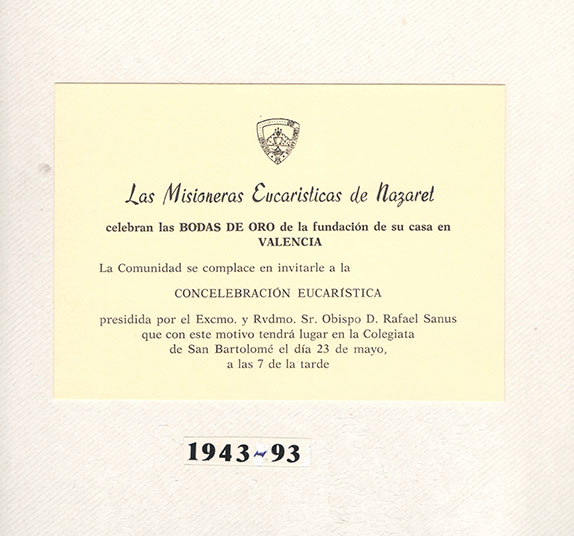 Las Misioneras Eucaristicas de Nazaret
celebran las BODAS DE ORO de la fundación de su casa en
VALENCIA
La Comunidad se complace en invitarle a la
CONCELEBRACIÓN EUCARÍSTICA
presidida por el Excmo. y Rvdmo. Sr. Obispo D. Rafael Sanus
que con este motivo tendrá lugar en la Colegiata
de San Bartolomé el día 23 de mayo,
a las 7 de la tarde
1943-93